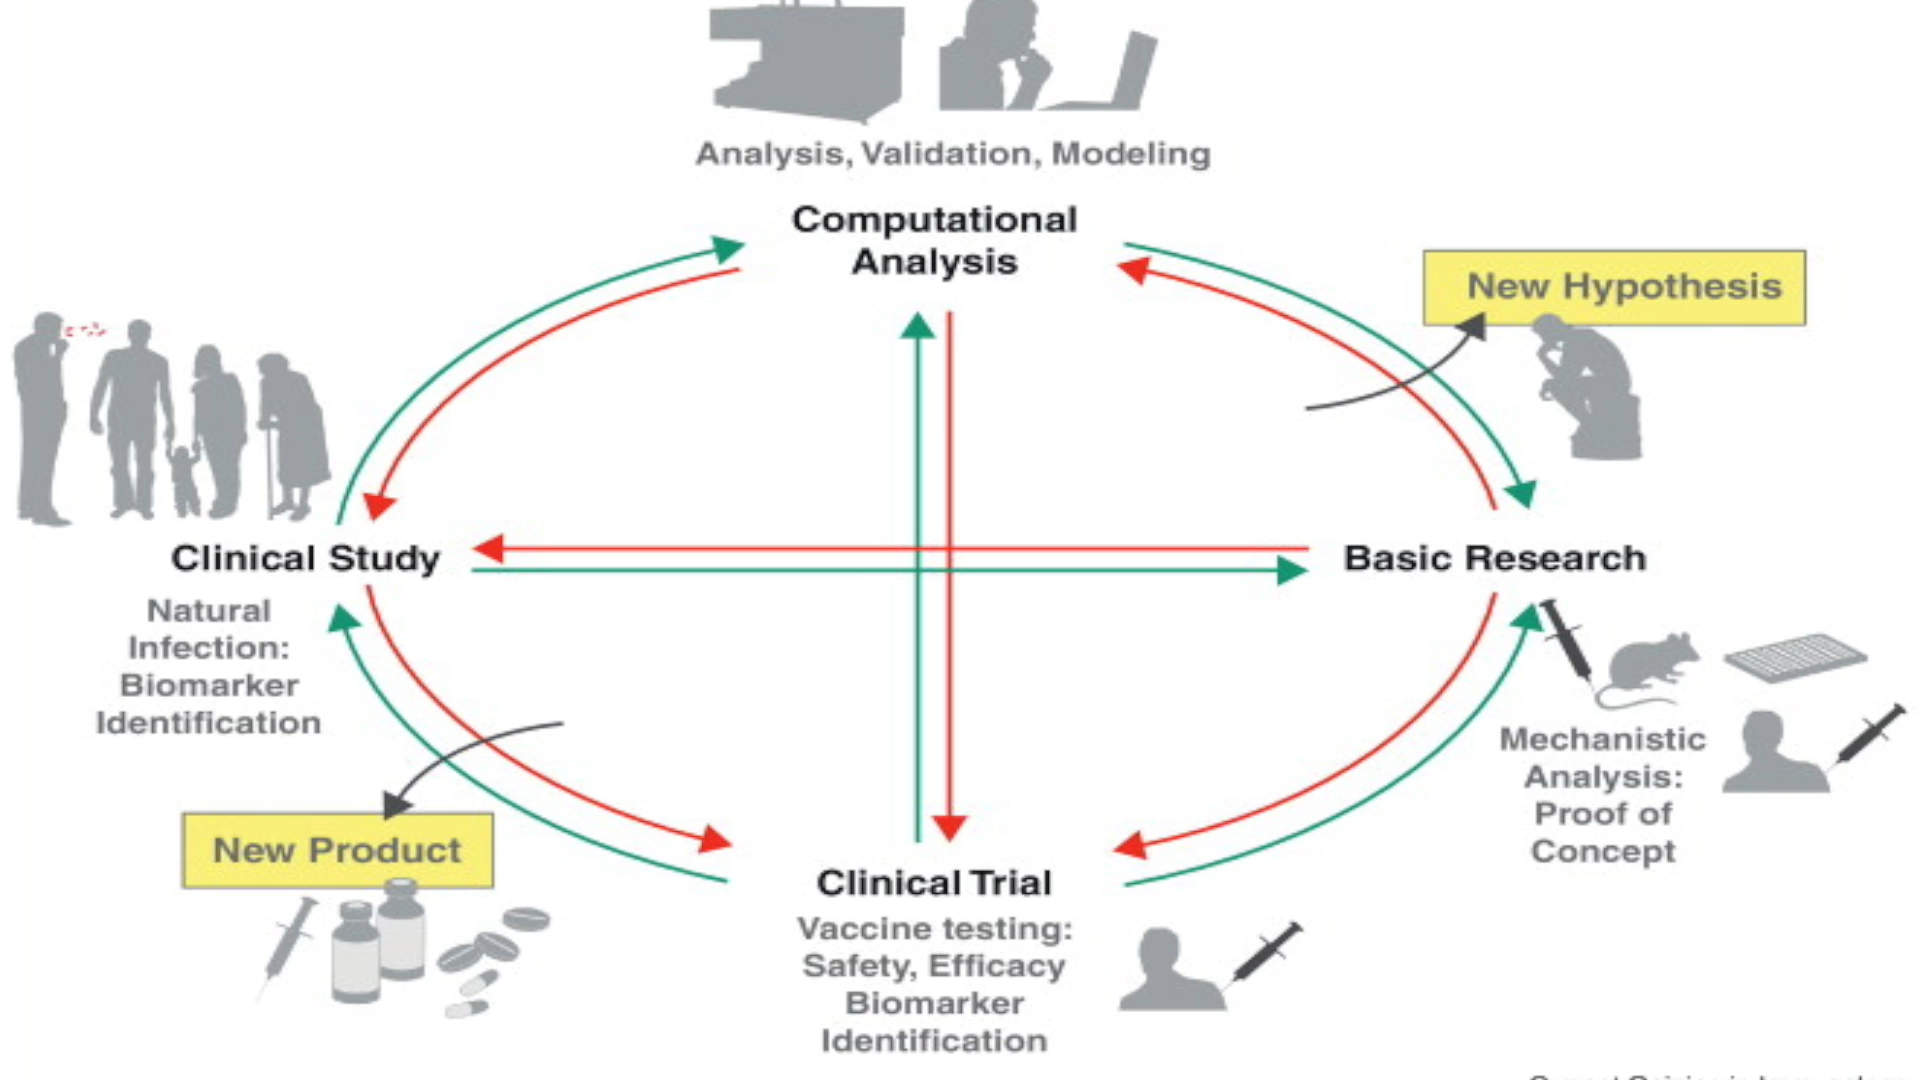 Analysis, Validation, Modeling
Computational
Analysis
New Hypothesis
Clinical Study
Basic Research
Natural
Infection:
Biomarker
Identification
Mechanistic
Analysis:
Proof of
Concept
New Product
Clinical Trial
Vaccine testing:
Safety, Efficacy
Biomarker
Identification